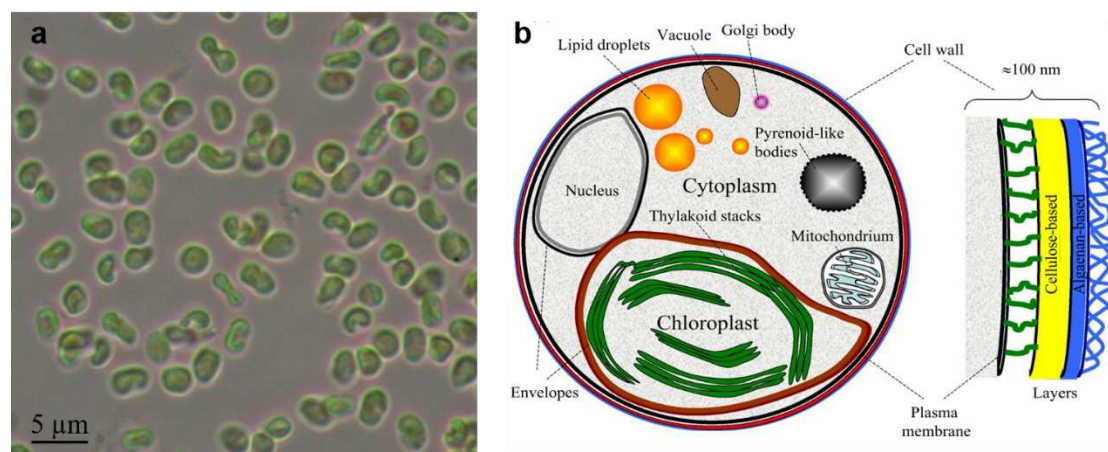 a
5 µm
b
Lipid droplets
Vacuole
Golgi body
Cell wall
≈100 nm
Pyrenoid-like
bodies
Nucleus
Cytoplasm
Thylakoid stacks
Mitochondrium
Chloroplast
Envelopes
Plasma
membrane
Cellulose-based
Algaenan-based
Layers